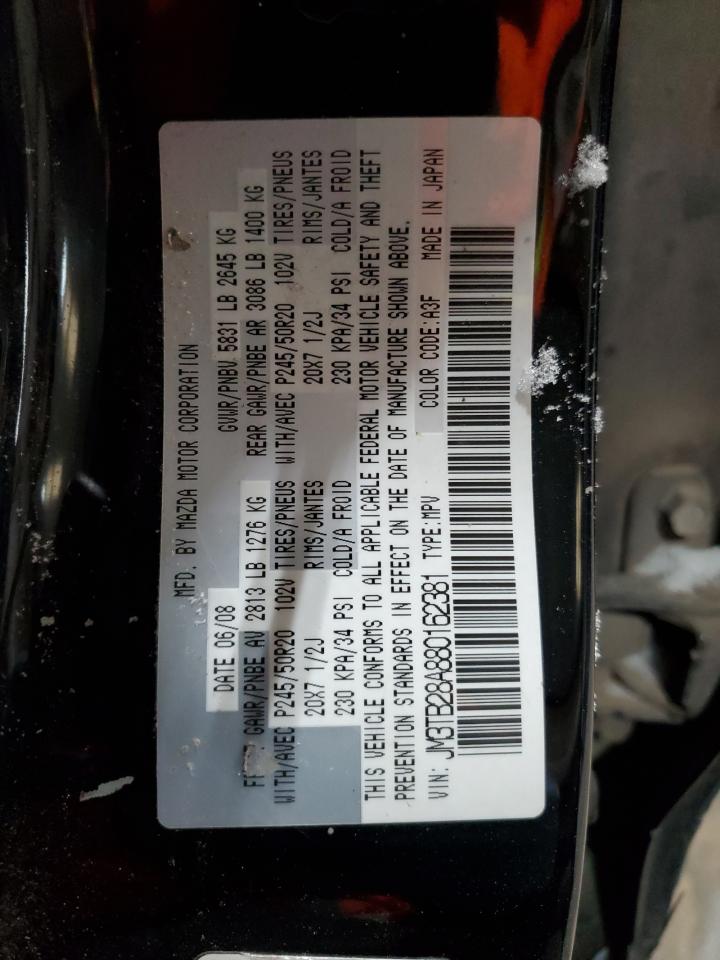 MFD. BY MAZDA MOTOR CORPORATION
DATE 06/08 GVWR/PNBV 5831 LB 2645 KG
GAWR/PNBE AV 2813 LB 1276 KG REAR GAWR/PNBE AR 3086 LB 1400 KG
WITH/AVEC P245/50R20 102V TIRES/PNEUS WITH/AVEC P245/50R20 102V TIRES/PNEUS
20X7 1/2J RIMS/JANTES 20X7 1/2J RIMS/JANTES
230 KPA/34 PSI COLD/A FROID 230 KPA/34 PSI COLD/A FROID
THIS VEHICLE CONFORMS TO ALL APPLICABLE FEDERAL MOTOR VEHICLE SAFETY AND THEFT
PREVENTION STANDARDS IN EFFECT ON THE DATE OF MANUFACTURE SHOWN ABOVE.
VIN: JM3TB28A880162381 TYPE:MPV COLOR CODE:A3F MADE IN JAPAN